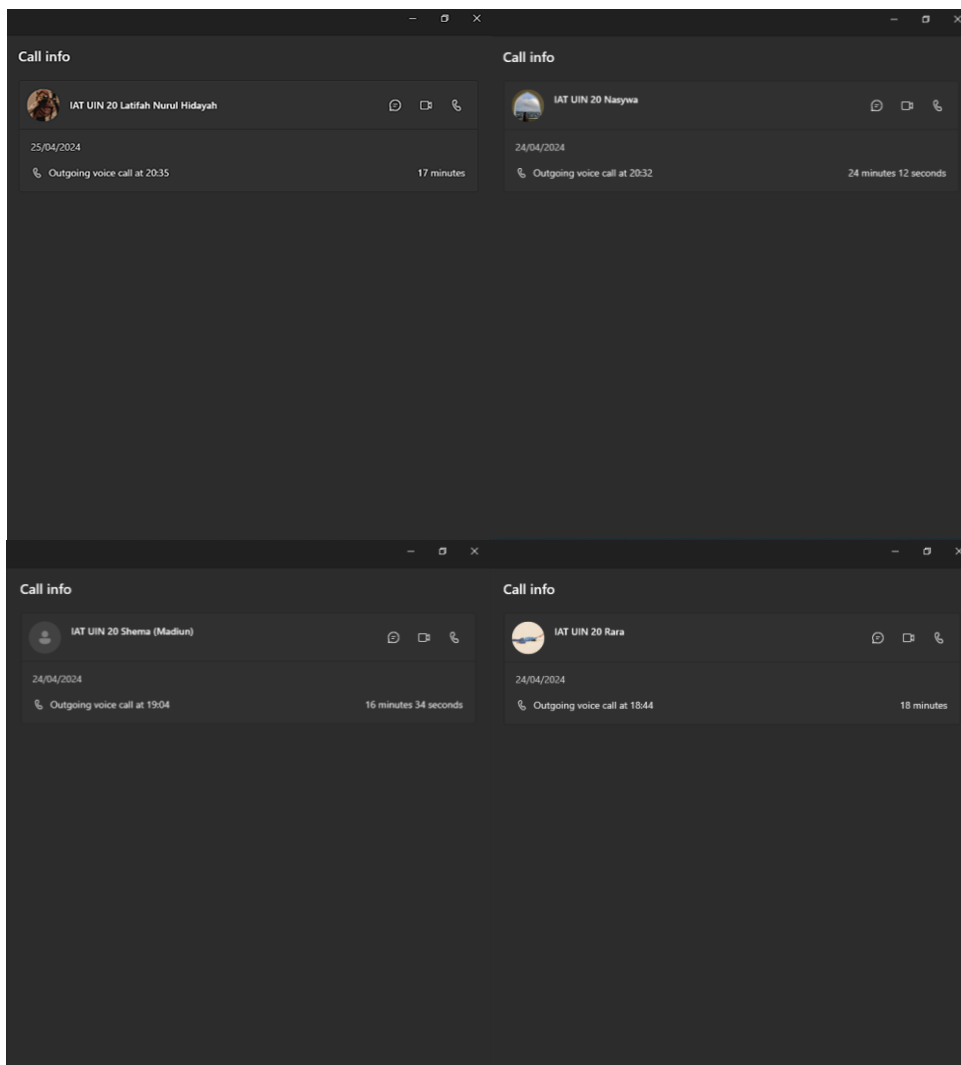 Call info
IAT UIN 20 Latifah Nurul Hidayah
25/04/2024
Outgoing voice call at 20:35 17 minutes
Call info
IAT UIN 20 Nasywa
24/04/2024
Outgoing voice call at 20:32 24 minutes 12 seconds
Call info
IAT UIN 20 Shema (Madiun)
24/04/2024
Outgoing voice call at 19:04 16 minutes 34 seconds
Call info
IAT UIN 20 Rara
24/04/2024
Outgoing voice call at 18:44 18 minutes